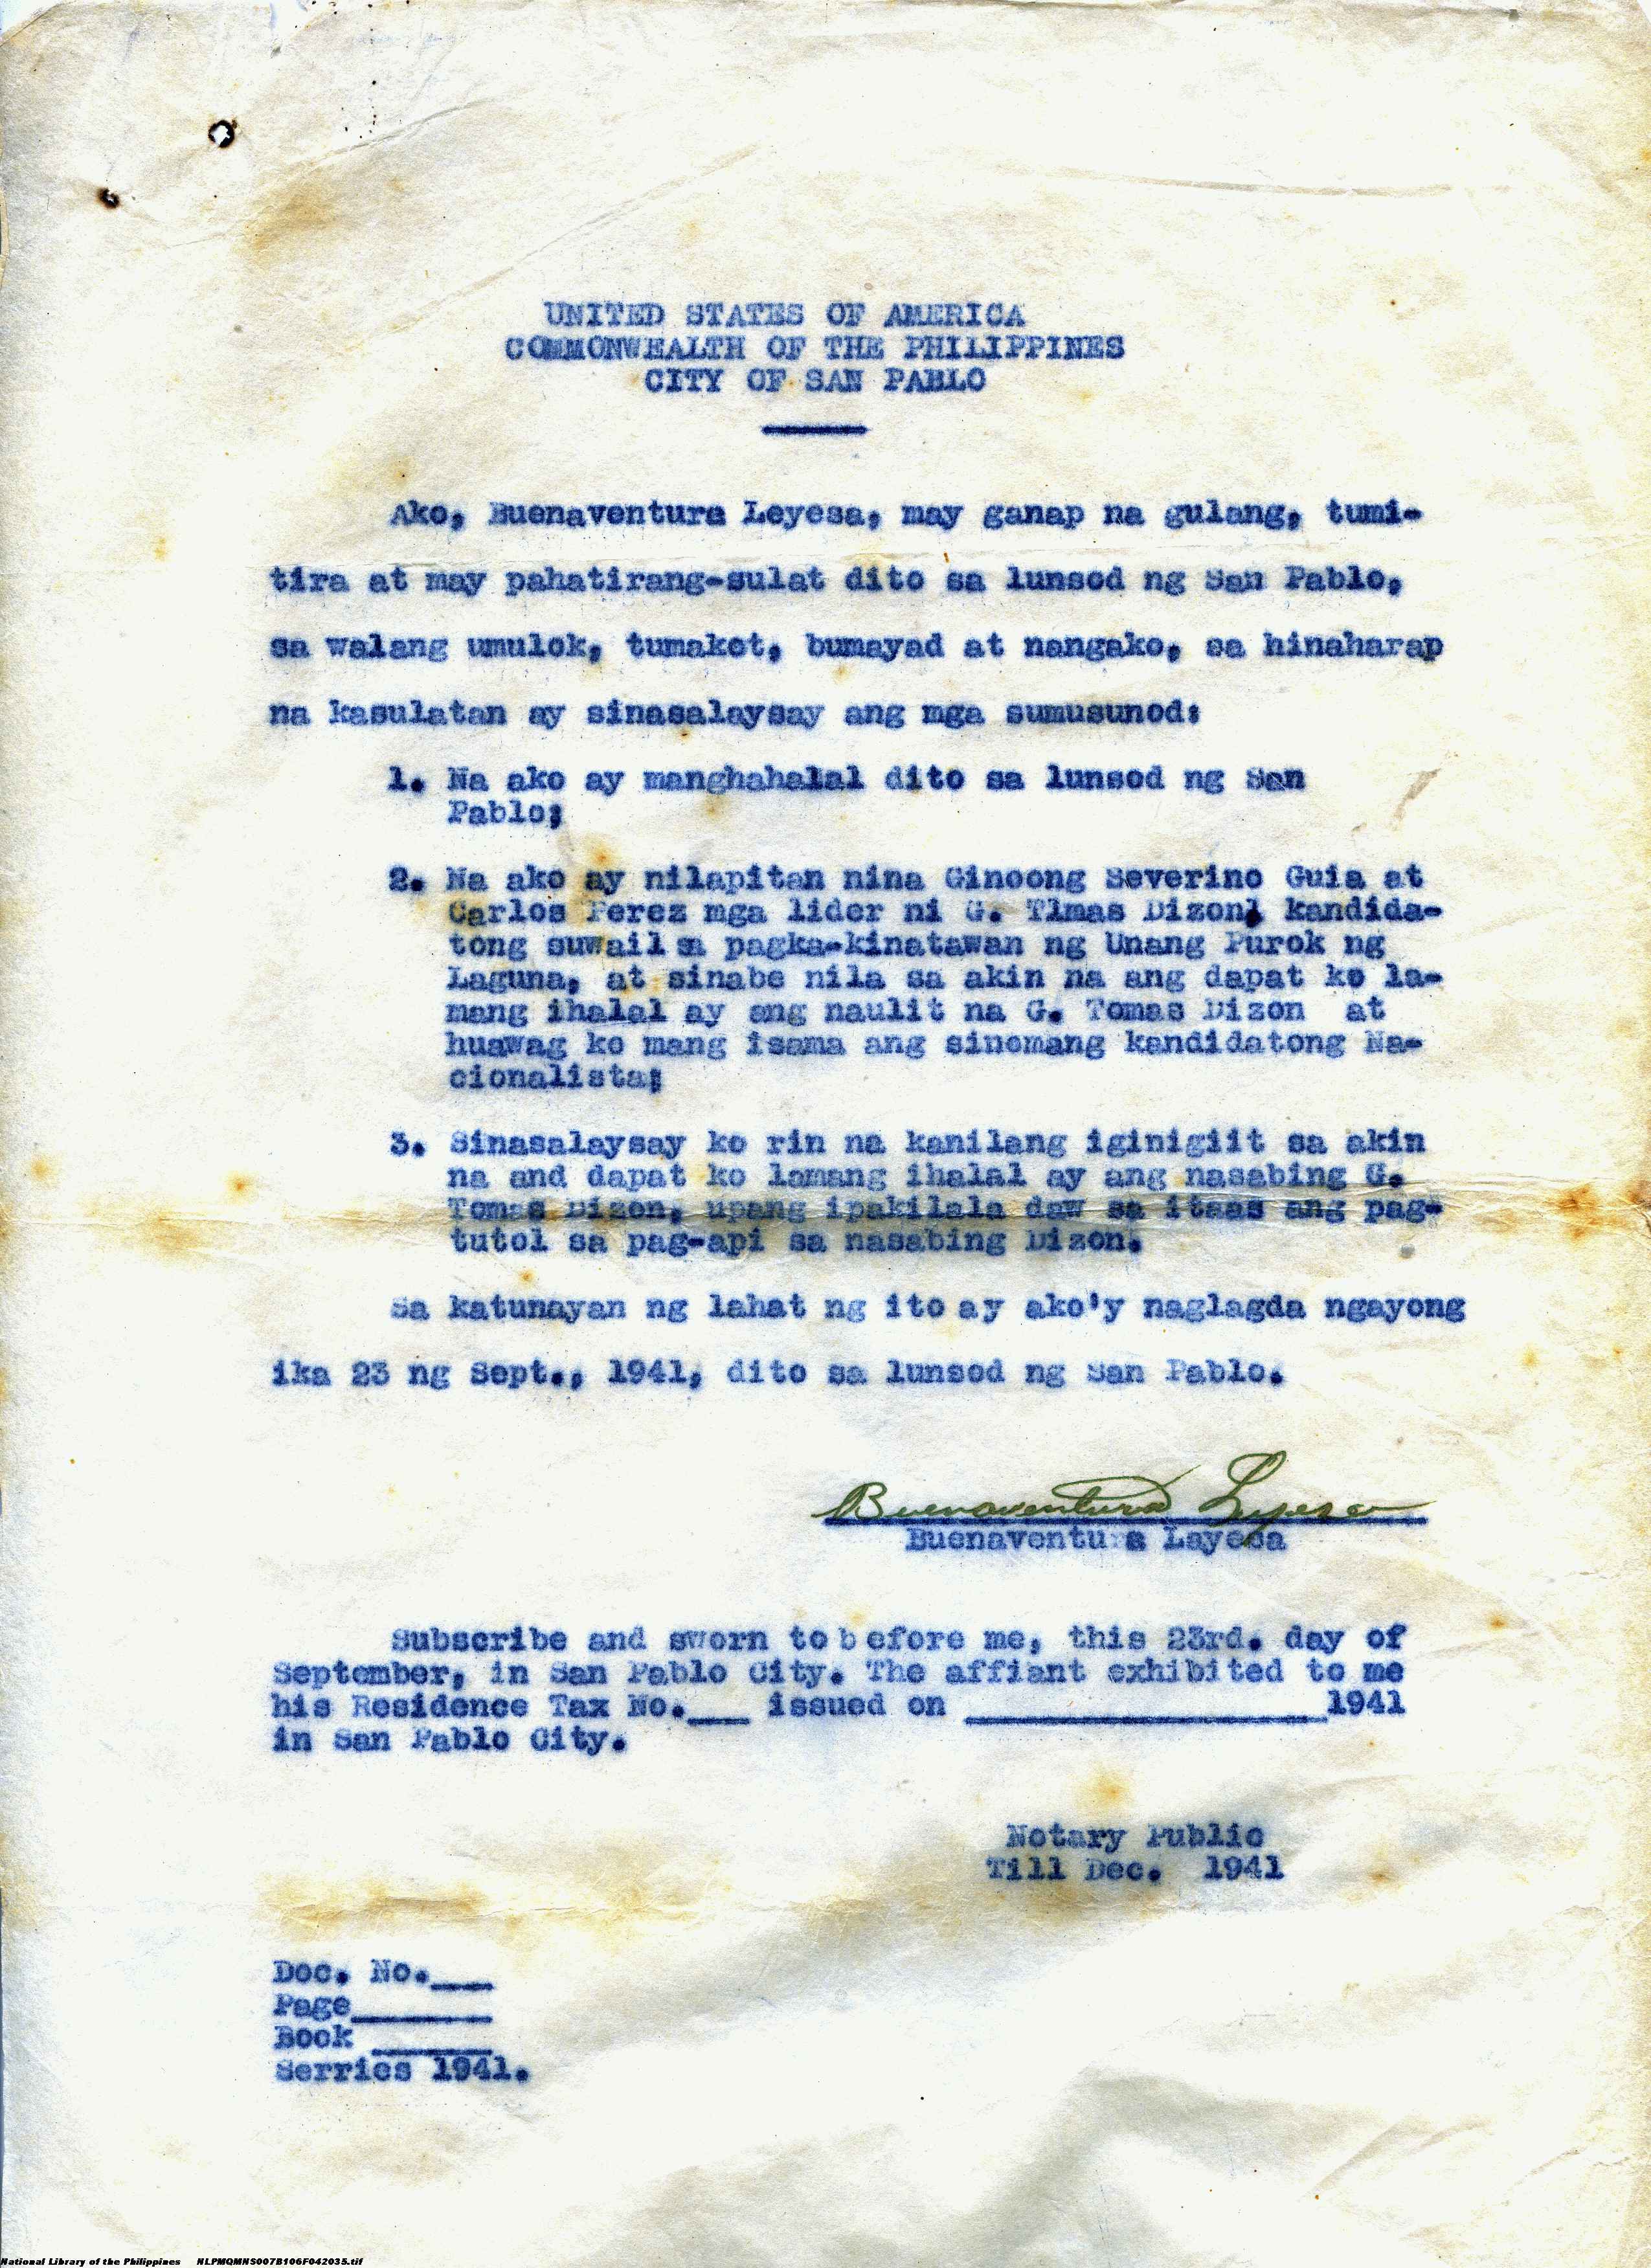 UNITED STATES OF AMERICA
COMMONWEALTH OF THE PHILIPPINES
CITY OF SAN PABLO
Ako, Buenaventura Leyesa, may ganap na gulang, tumi-
tira at may pahatirang-sulat dito sa lunsod ng San Pablo,
sa walang umulok, tumakot, bumayad at nangako, sa hinaharap
na kasulatan ay sinasalaysay ang mga sumusunod:
1. Na ako ay manghahalal dito sa lunsod ng San
Pablo;
2. Na ako ay nilapitan nina Ginoong Severino Guia at
Carlos Perez mga lider ni G. Tlmas Dizon, kandida-
tong suwail sa pagka-kinatawan ng Unang Purok ng
Laguna, at sinabe nila sa akin na ang dapat ko la-
mang ihalal ay ang naulit na G. Tomas Dizon at
huawag ko mang isama ang sinomang kandidatong Na-
cionalista;
3. Sinasalaysay ko rin na kanilang iginigiit sa akin
na and dapat ko lamang ihalal ay ang nasabing G.
Tomas Dizon, upang ipakilala daw sa itaas ang pag-
tutol sa pag-api sa nasabing Dizon.
Sa katunayan ng lahat ng ito ay ako'y naglagda ngayong
ika 23 ng Sept., 1941, dito sa lunsod ng San Pablo.
Buenaventura Leyesa
Buenaventura Layesa
Subscribe and sworn to before me, this 23rd. day of
September, in San Pablo City. The affiant exhibited to me
his Residence Tax No.___ issued on __________________1941
in San Pablo City.
Notary Public
Till Dec. 1941
Doc. No.___
Page_______
Book ______
Serries 1941.
National Library of the Philippines NLPMQMNS007B106F042035.tif